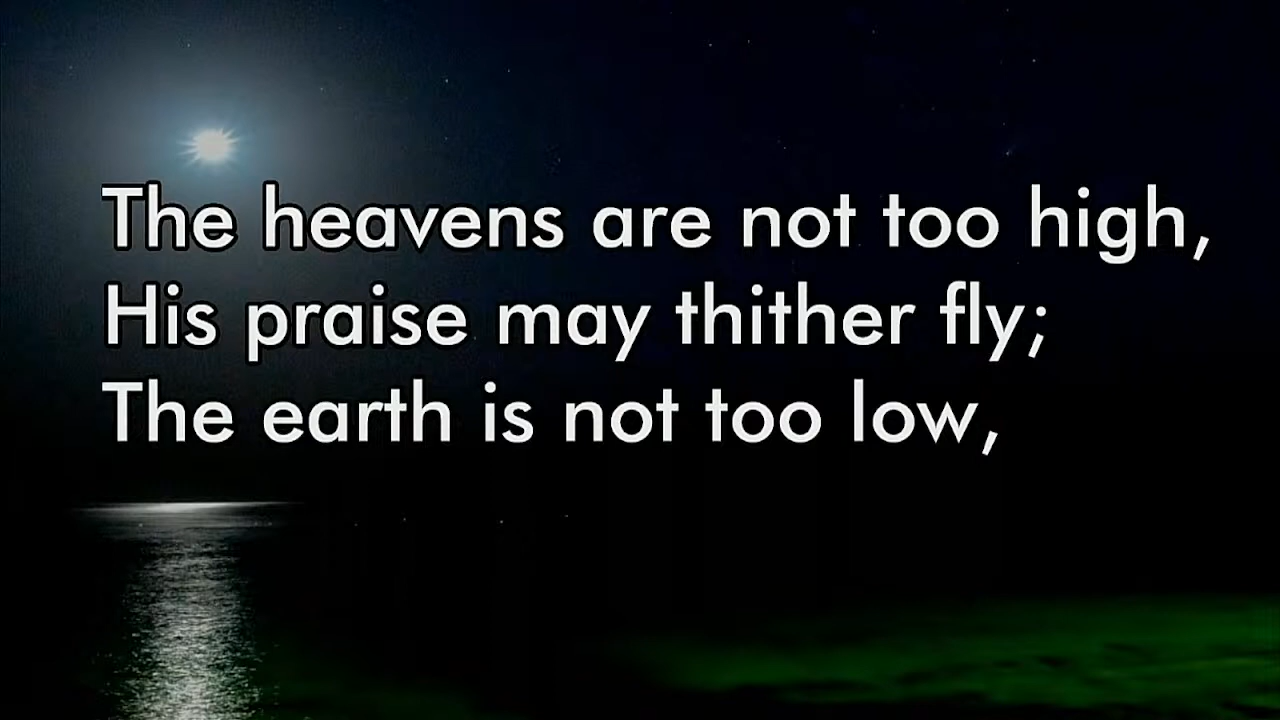 The heavens are not too high,
His praise may thither fly;
The earth is not too low,